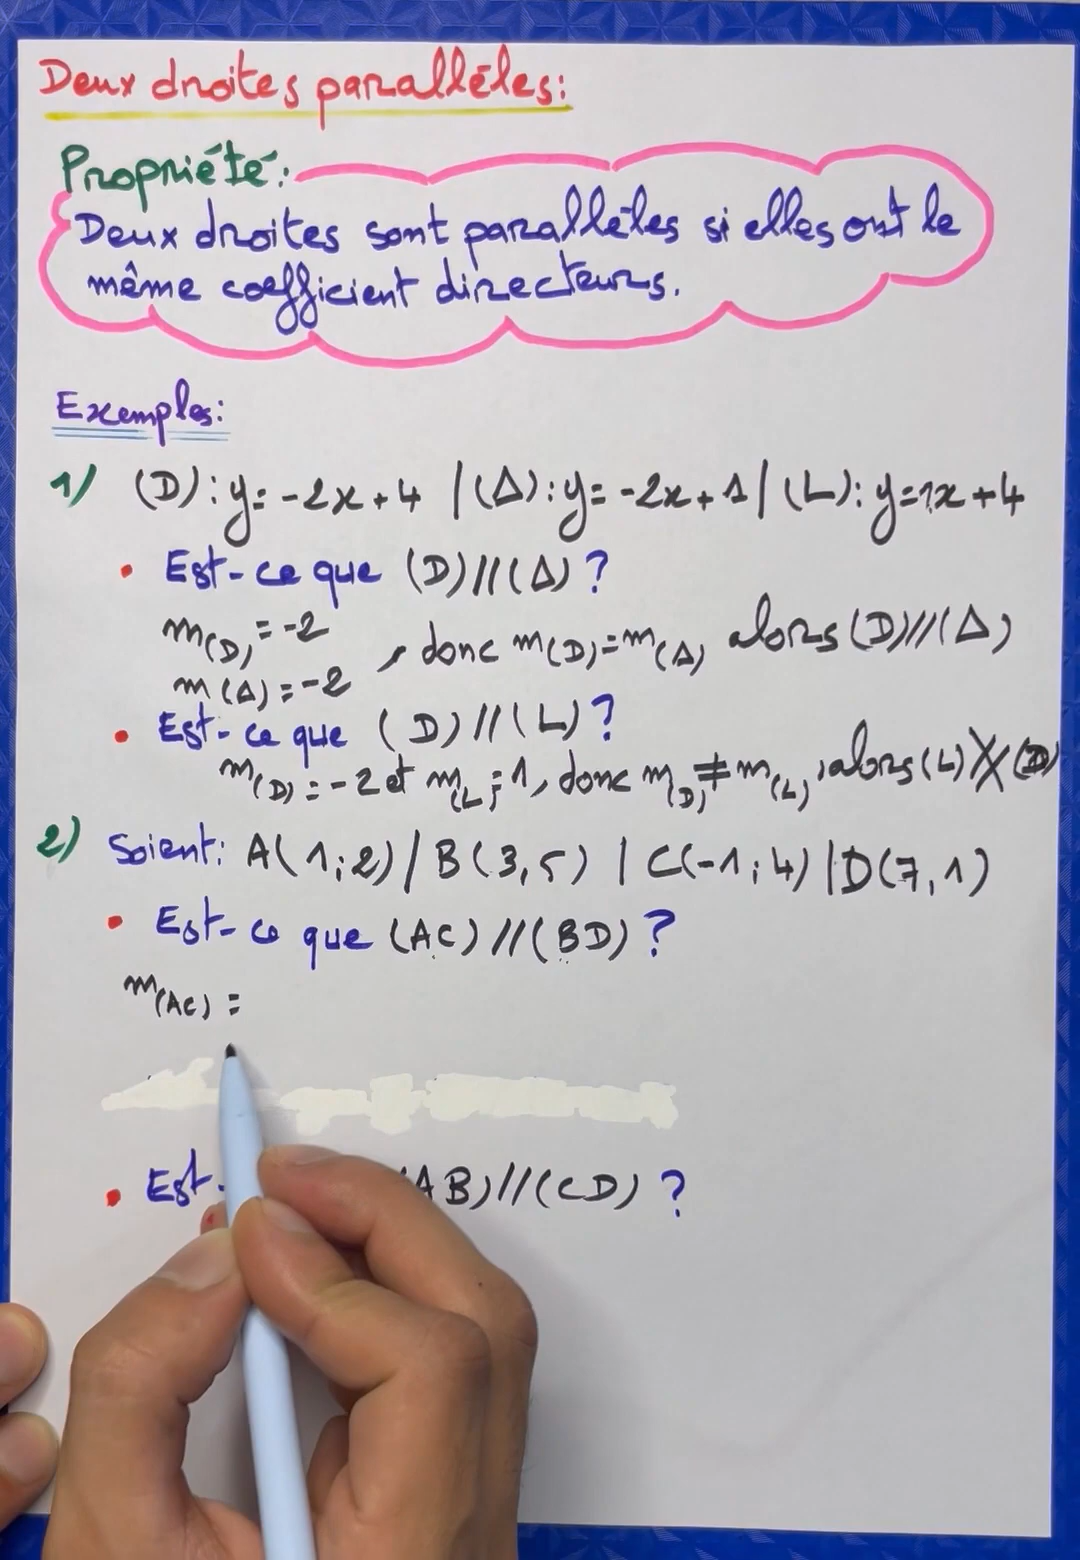 Deux droites parallèles:
Propriété:
Deux droites sont parallèles si elles ont le
même coefficient directeurs.
Exemples:
1/ (D): y= -2x+4 / (Δ): y= -2x+1 / (L): y=1x+4
• Est-ce que (D)//(Δ) ?
m(D) = -2
m(Δ) = -2 , donc m(D)=m(Δ) alors (D)//(Δ)
• Est-ce que (D)//(L) ?
m(D) = -2 et m(L) = 1, donc m(D) ≠ m(L), alors (L) ∦ (D)
2) Soient: A(1;2) / B(3,5) / C(-1;4) / D(7,1)
• Est-ce que (AC)//(BD) ?
m(AC) =
• Est- AB)//(CD) ?